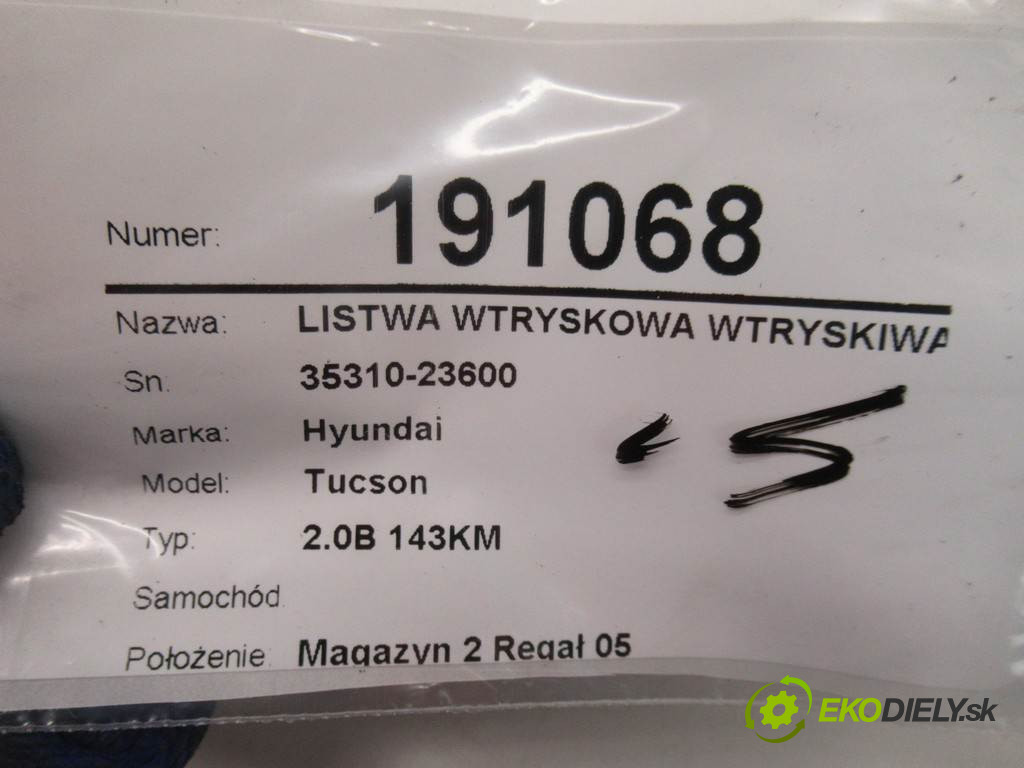 Numer: 191068
Nazwa: LISTWA WTRYSKOWA WTRYSKIWA
Sn: 35310-23600
Marka: Hyundai
Model: Tucson
Typ: 2.0B 143KM
Samochód
Położenie: Magazyn 2 Regał 05
EKODIELY.sk